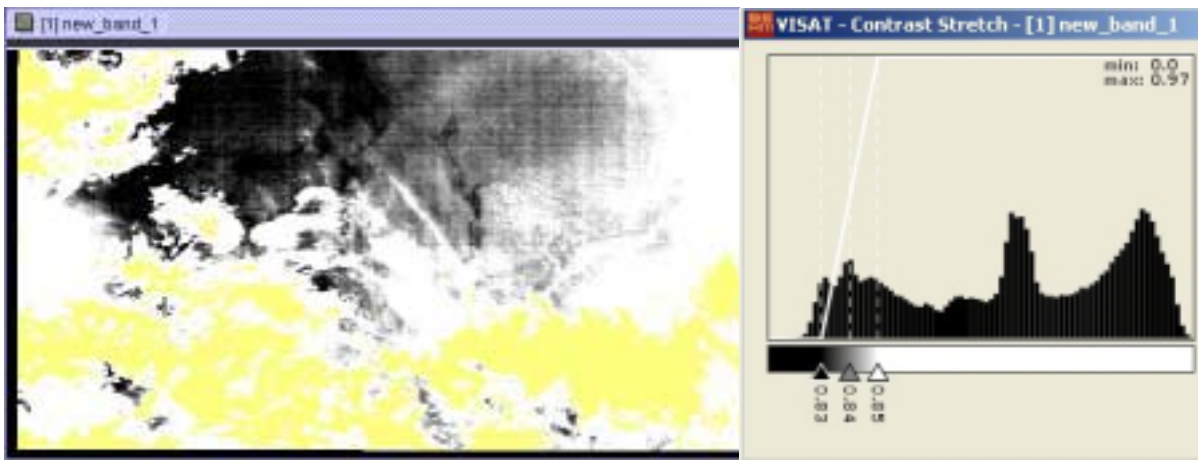 [1] new_band_1
VISAT - Contrast Stretch - [1] new_band_1
min: 0.0
max: 0.97
0.83
0.84
0.85